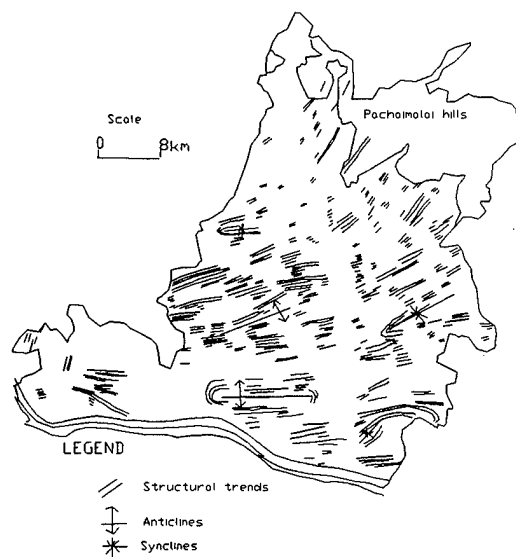 Scale
0 8km
Pachaimalai hills
LEGEND
Structural trends
Anticlines
Synclines